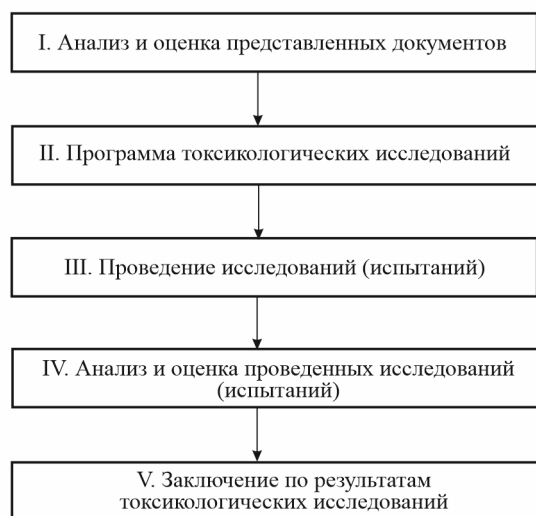 I. Анализ и оценка представленных документов
II. Программа токсикологических исследований
III. Проведение исследований (испытаний)
IV. Анализ и оценка проведенных исследований
(испытаний)
V. Заключение по результатам
токсикологических исследований